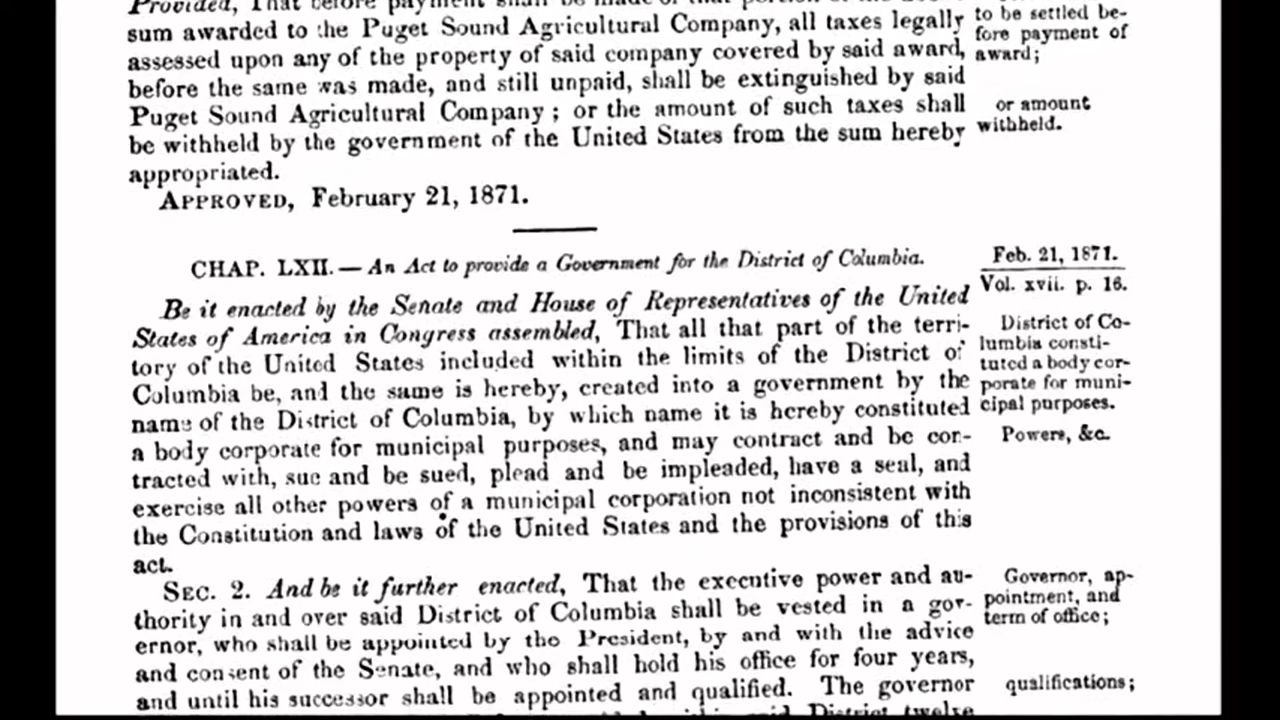 Provided, That before payment shall be made of that portion of the
sum awarded to the Puget Sound Agricultural Company, all taxes legally
assessed upon any of the property of said company covered by said award,
before the same was made, and still unpaid, shall be extinguished by said
Puget Sound Agricultural Company ; or the amount of such taxes shall
be withheld by the government of the United States from the sum hereby
appropriated.
APPROVED, February 21, 1871.
to be settled be-
fore payment of
award;
or amount
withheld.
CHAP. LXII. — An Act to provide a Government for the District of Columbia.
Be it enacted by the Senate and House of Representatives of the United
States of America in Congress assembled, That all that part of the terri-
tory of the United States included within the limits of the District of
Columbia be, and the same is hereby, created into a government by the
name of the District of Columbia, by which name it is hereby constituted
a body corporate for municipal purposes, and may contract and be con-
tracted with, sue and be sued, plead and be impleaded, have a seal, and
exercise all other powers of a municipal corporation not inconsistent with
the Constitution and laws of the United States and the provisions of this
act.
Feb. 21, 1871.
Vol. xvii. p. 16.
District of Co-
lumbia consti-
tuted a body cor-
porate for muni-
cipal purposes.
Powers, &c.
SEC. 2. And be it further enacted, That the executive power and au-
thority in and over said District of Columbia shall be vested in a gov-
ernor, who shall be appointed by the President, by and with the advice
and consent of the Senate, and who shall hold his office for four years,
and until his successor shall be appointed and qualified. The governor
said District twelve
Governor, ap-
pointment, and
term of office;
qualifications;